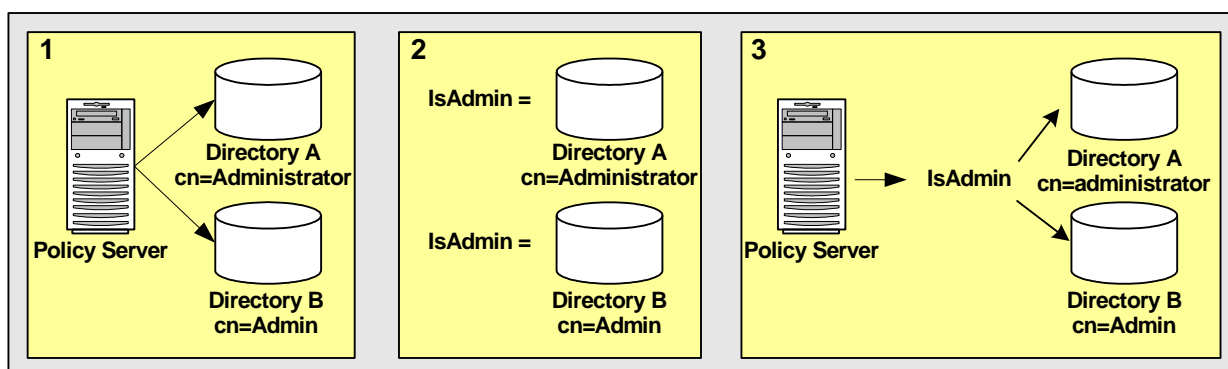 1
Directory A
cn=Administrator
Policy Server
Directory B
cn=Admin
2
IsAdmin =
Directory A
cn=Administrator
IsAdmin =
Directory B
cn=Admin
3
Policy Server
IsAdmin
Directory A
cn=administrator
Directory B
cn=Admin